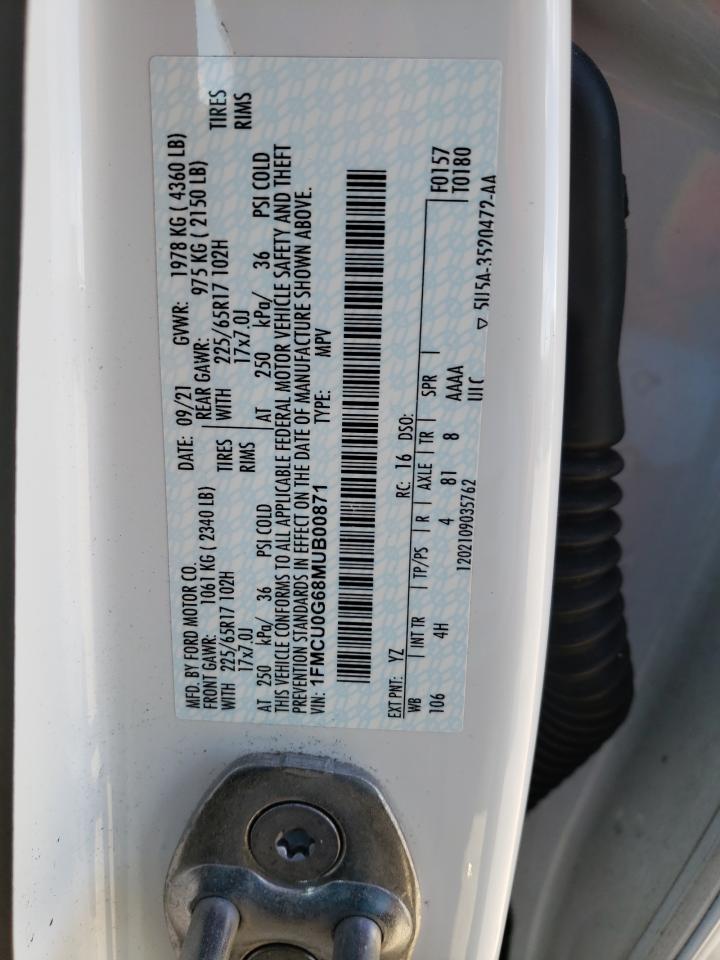 MFD. BY FORD MOTOR CO.
DATE: 09/21 GVWR: 1978 KG ( 4360 LB)
FRONT GAWR: 1061 KG ( 2340 LB) REAR GAWR: 975 KG ( 2150 LB)
WITH 225/65R17 102H TIRES WITH 225/65R17 102H TIRES
17x7.0J RIMS 17x7.0J RIMS
AT 250 kPa/ 36 PSI COLD AT 250 kPa/ 36 PSI COLD
THIS VEHICLE CONFORMS TO ALL APPLICABLE FEDERAL MOTOR VEHICLE SAFETY AND THEFT
PREVENTION STANDARDS IN EFFECT ON THE DATE OF MANUFACTURE SHOWN ABOVE.
VIN: 1FMCU0G68MUB00871 TYPE: MPV
EXT PNT: YZ RC: 16 DSO: F0157
WB INT TR TP/PS R AXLE TR SPR T0180
106 4H 4 81 8 AAAA
1202109035762 ULC ▽ 5U5A-3520472-AA